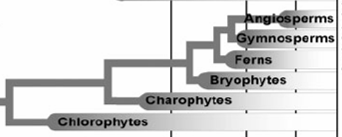 Angiosperms
Gymnosperms
Ferns
Bryophytes
Charophytes
Chlorophytes